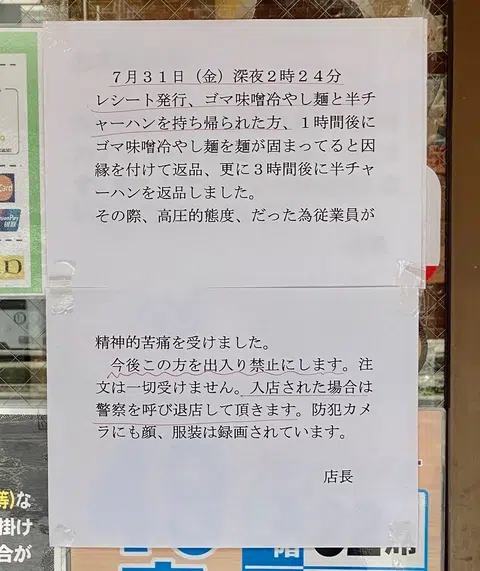 ７月３１日（金）深夜２時２４分
レシート発行、ゴマ味噌冷やし麺と半チ
ャーハンを持ち帰られた方、１時間後に
ゴマ味噌冷やし麺を麺が固まってると因
縁を付けて返品、更に３時間後に半チャ
ーハンを返品しました。
その際、高圧的態度、だった為従業員が
精神的苦痛を受けました。
今後この方を出入り禁止にします。注
文は一切受けません。入店された場合は
警察を呼び退店して頂きます。防犯カメ
ラにも顔、服装は録画されています。
店長
等)な
掛け
合が
階
席